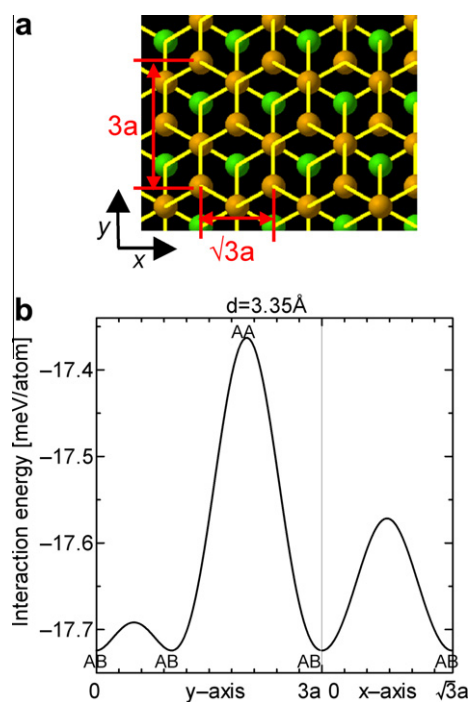 a
3a
y
x
√3a
b
d=3.35Å
Interaction energy [meV/atom]
−17.4
−17.5
−17.6
−17.7
AA
AB AB AB AB
0 y−axis 3a 0 x−axis √3a